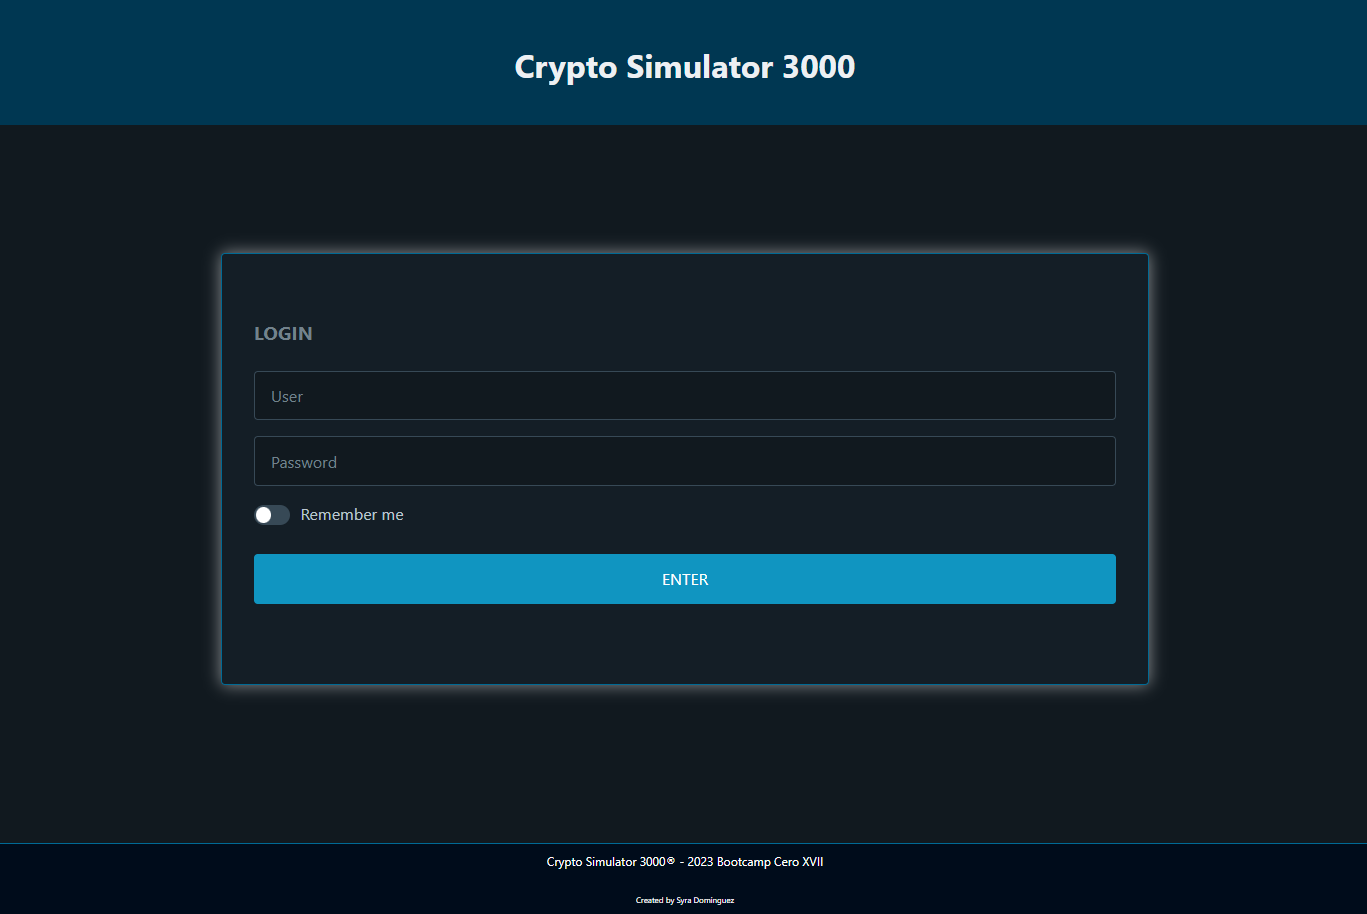 Crypto Simulator 3000
LOGIN
User
Password
Remember me
ENTER
Crypto Simulator 3000® - 2023 Bootcamp Cero XVII
Created by Syra Dominguez